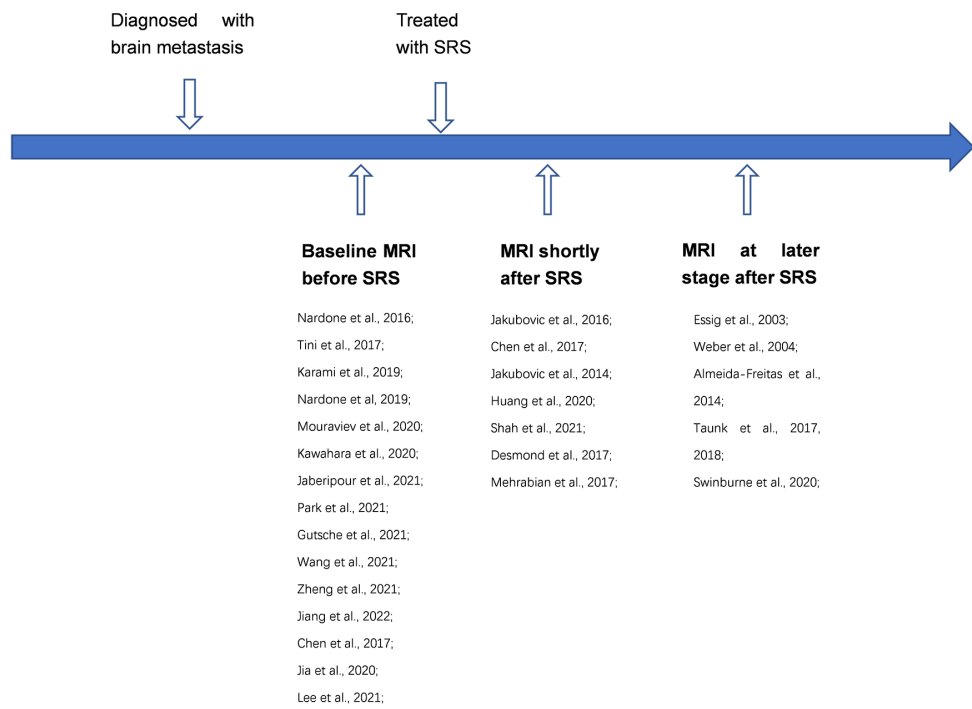 Diagnosed with
brain metastasis
Treated
with SRS
Baseline MRI
before SRS
Nardone et al., 2016;
Tini et al., 2017;
Karami et al., 2019;
Nardone et al, 2019;
Mouraviev et al., 2020;
Kawahara et al., 2020;
Jaberipour et al., 2021;
Park et al., 2021;
Gutsche et al., 2021;
Wang et al., 2021;
Zheng et al., 2021;
Jiang et al., 2022;
Chen et al., 2017;
Jia et al., 2020;
Lee et al., 2021;
MRI shortly
after SRS
Jakubovic et al., 2016;
Chen et al., 2017;
Jakubovic et al., 2014;
Huang et al., 2020;
Shah et al., 2021;
Desmond et al., 2017;
Mehrabian et al., 2017;
MRI at later
stage after SRS
Essig et al., 2003;
Weber et al., 2004;
Almeida-Freitas et al.,
2014;
Taunk et al., 2017,
2018;
Swinburne et al., 2020;